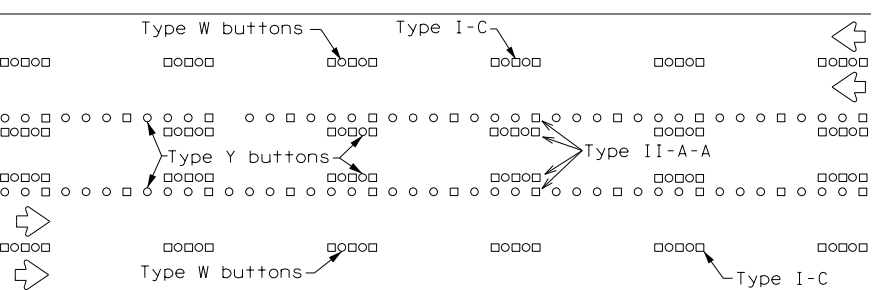 Type W buttons
Type I-C
Type Y buttons
Type II-A-A
Type W buttons
Type I-C